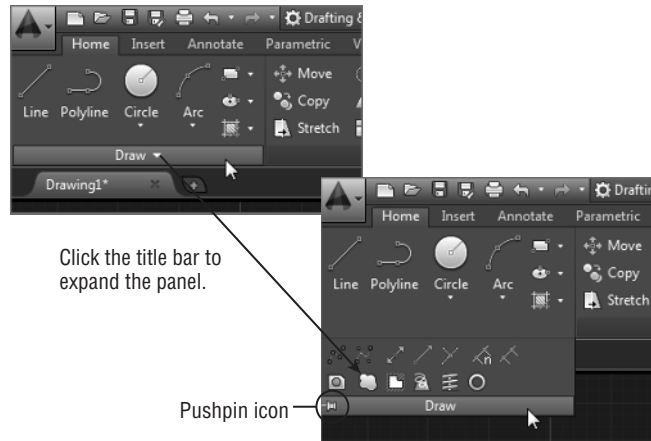 Drafting &
Home Insert Annotate Parametric V
Line Polyline Circle Arc
Move
Copy
Stretch
Draw
Drawing1*
Click the title bar to
expand the panel.
Draftin
Home Insert Annotate Parametric
Line Polyline Circle Arc
Move
Copy
Stretch
n
Draw
Pushpin icon